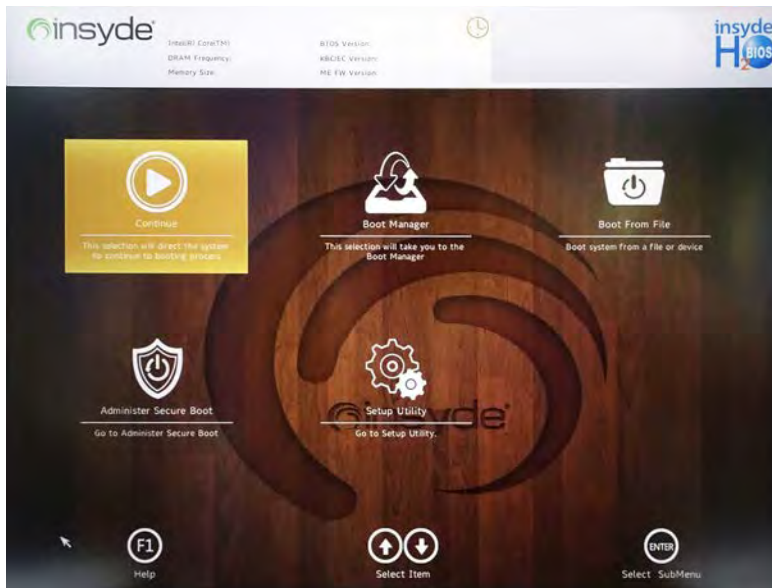 insyde
Intel(R) Core(TM)
DRAM Frequency:
Memory Size:
BIOS Version:
KBC/EC Version:
ME FW Version:
insyde
H2O
BIOS
Continue
This selection will direct the system
to continue to booting process
Boot Manager
This selection will take you to the
Boot Manager
Boot From File
Boot system from a file or device
Administer Secure Boot
Go to Administer Secure Boot
Setup Utility
Go to Setup Utility.
insyde
F1
Help
Select Item
ENTER
Select SubMenu